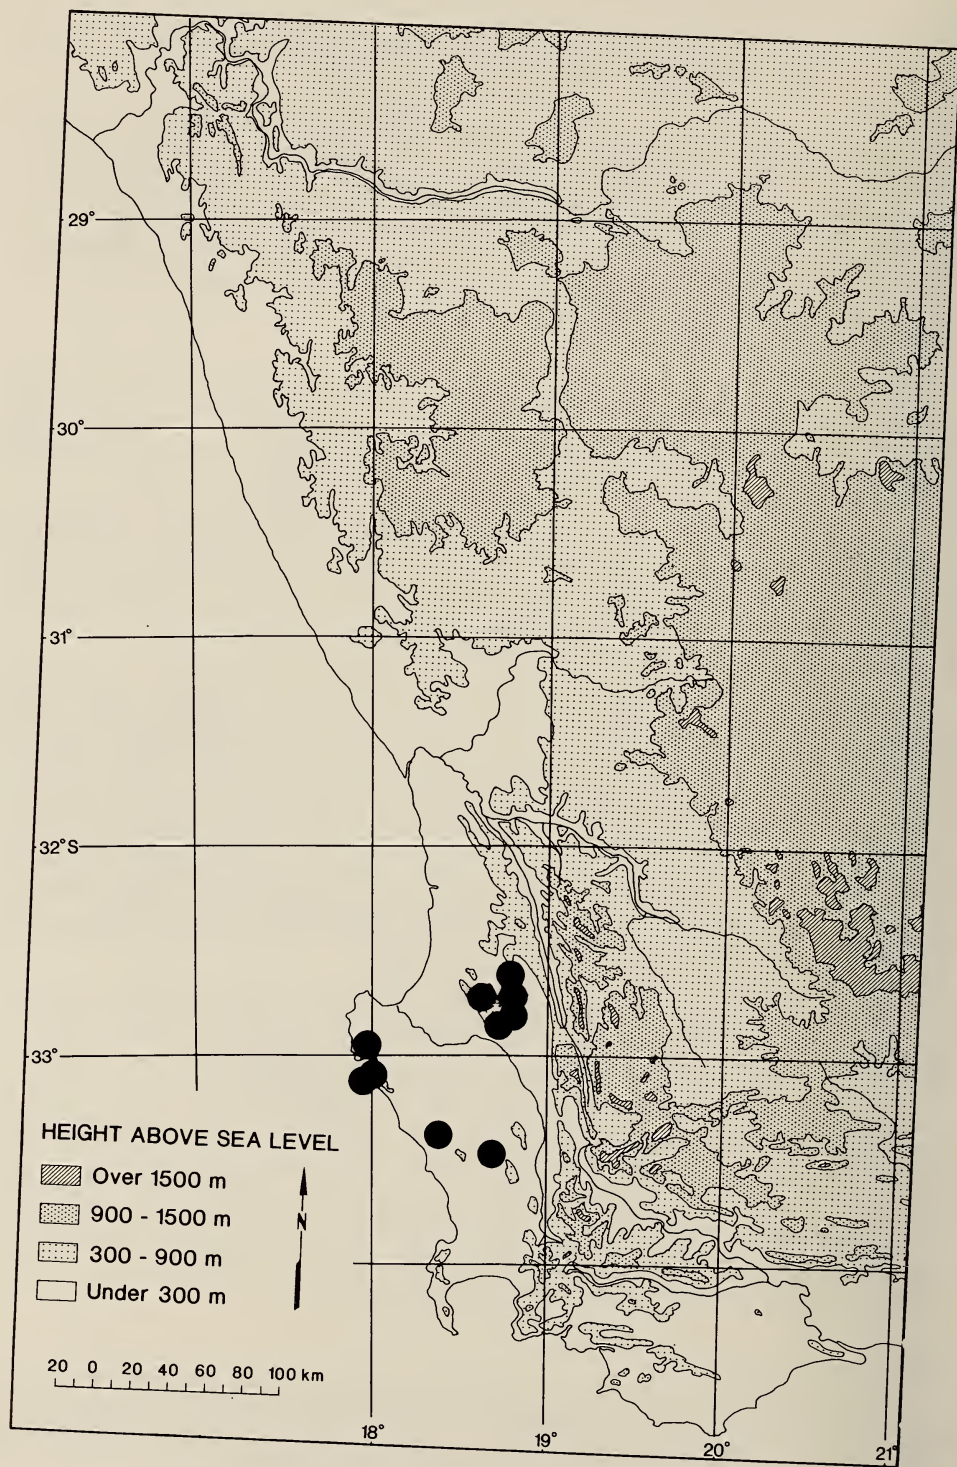 29°
30°
31°
32°S
33°
HEIGHT ABOVE SEA LEVEL
Over 1500 m
900 - 1500 m
N
300 - 900 m
Under 300 m
20 0 20 40 60 80 100 km
18°
19°
20°
21°